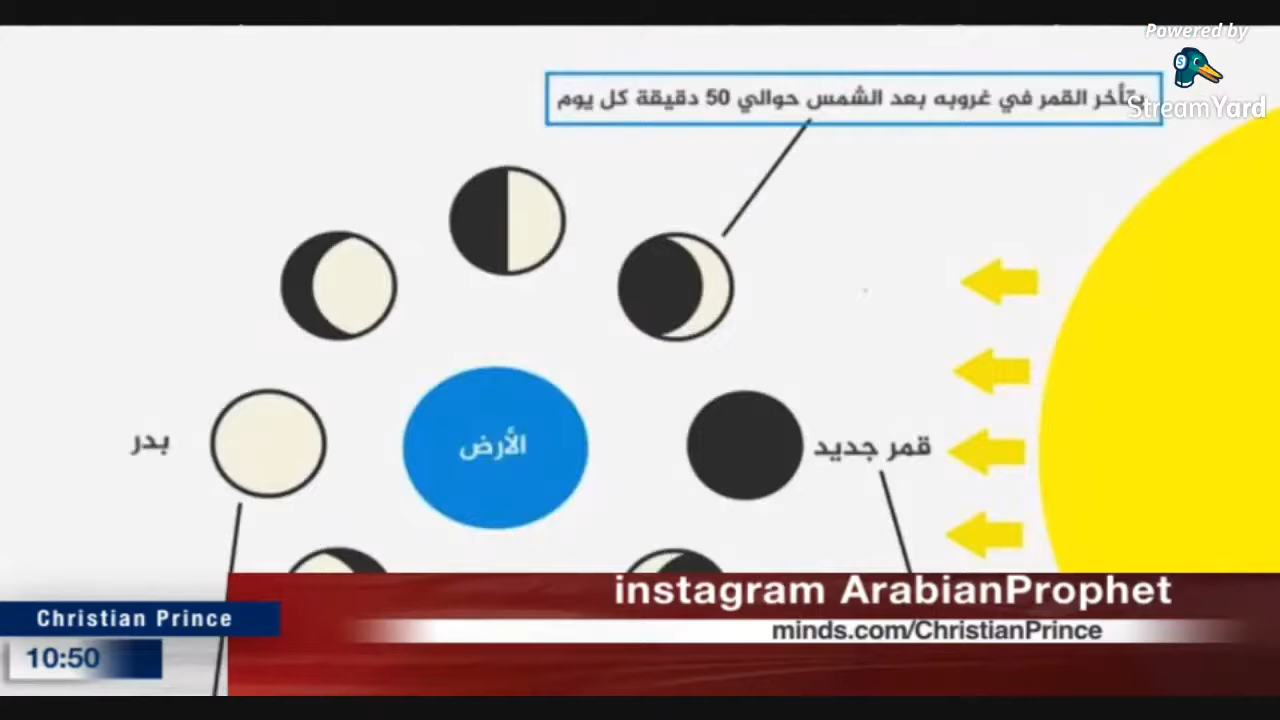 Powered by
StreamYard
يتأخر القمر في غروبه بعد الشمس حوالي 50 دقيقة كل يوم
بدر
الأرض
قمر جديد
instagram ArabianProphet
Christian Prince
minds.com/ChristianPrince
10:50